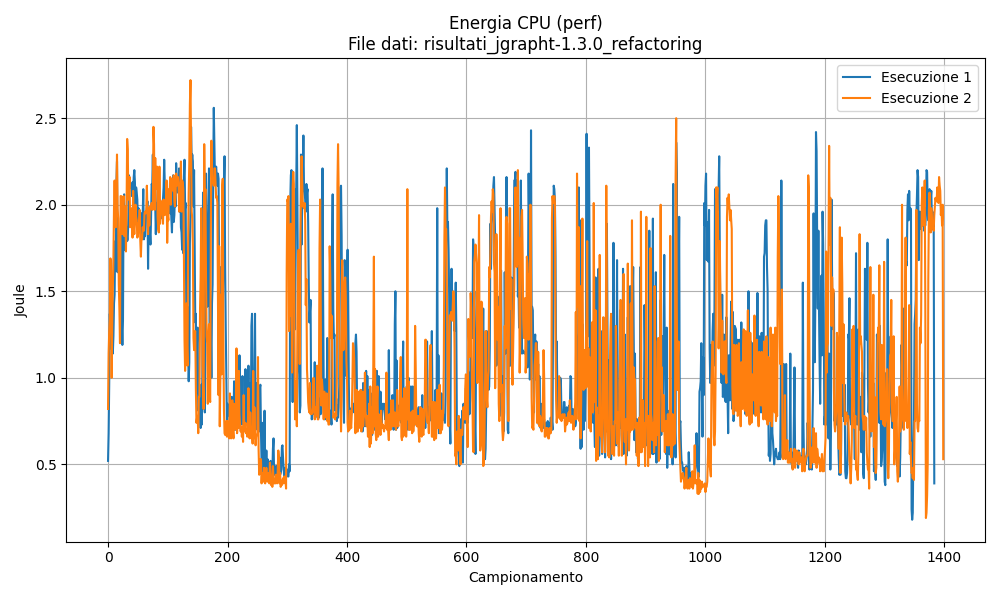 Energia CPU (perf)
File dati: risultati_jgrapht-1.3.0_refactoring
Esecuzione 1
Esecuzione 2
2.5
2.0
1.5
1.0
0.5
Joule
0 200 400 600 800 1000 1200 1400
Campionamento